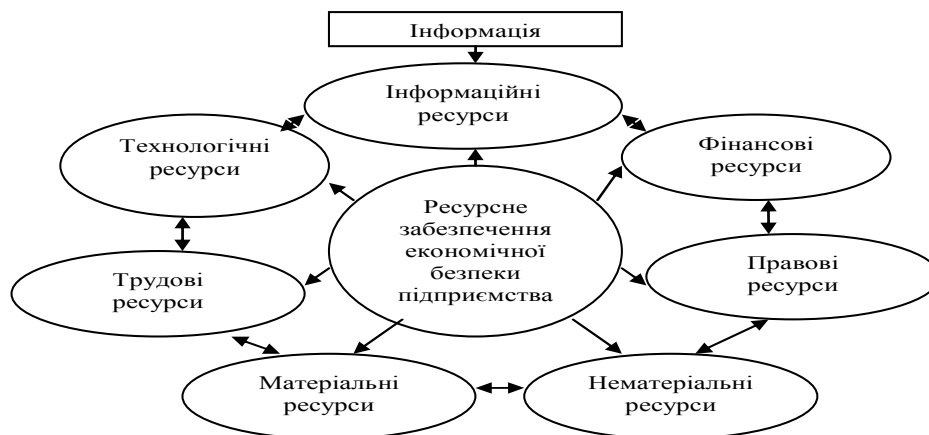 Інформація
Інформаційні
ресурси
Технологічні
ресурси
Фінансові
ресурси
Ресурсне
забезпечення
економічної
безпеки
підприємства
Трудові
ресурси
Правові
ресурси
Матеріальні
ресурси
Нематеріальні
ресурси